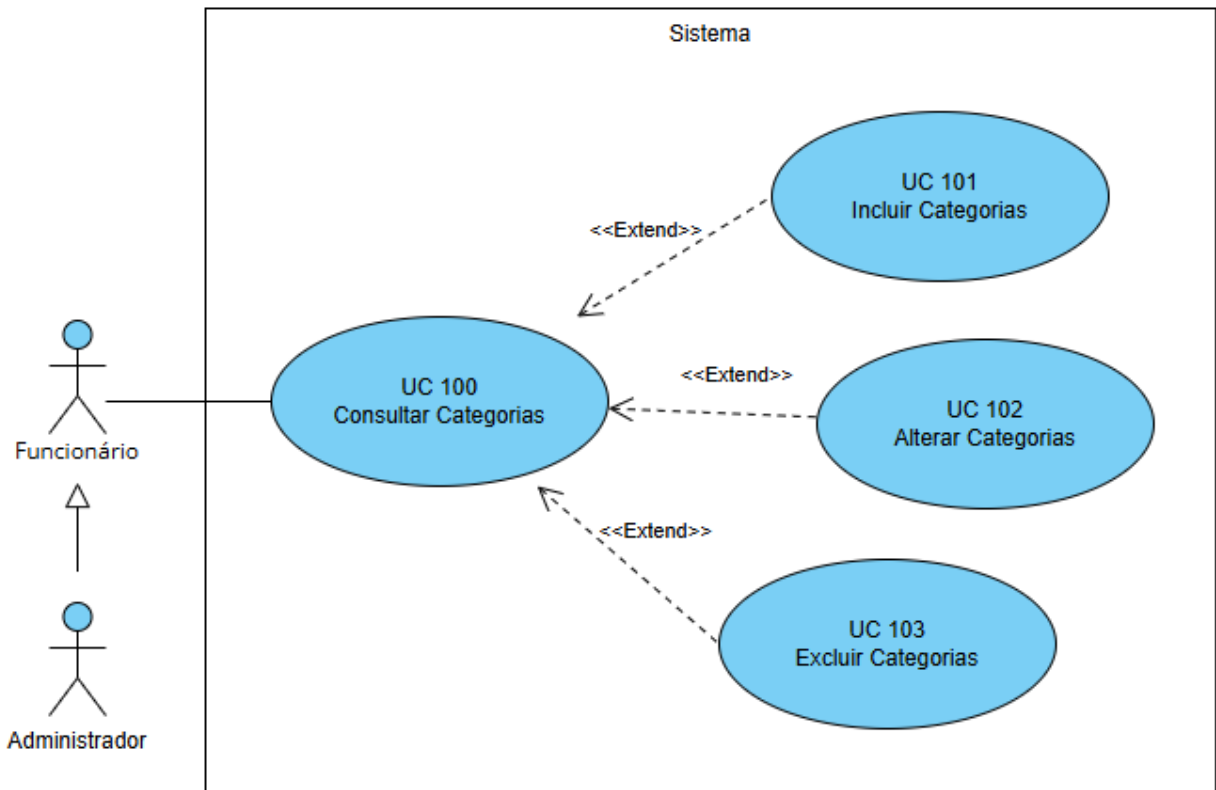 Sistema
UC 101
Incluir Categorias
<<Extend>>
UC 100
Consultar Categorias
<<Extend>>
UC 102
Alterar Categorias
Funcionário
<<Extend>>
UC 103
Excluir Categorias
Administrador